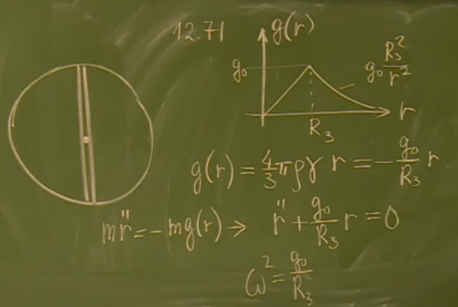 12.71
g(r)
g₀
g₀ R₃²/r²
r
R₃
g(r) = 4/3 πργ r = - g₀/R₃ r
mr̈ = -mg(r) → r̈ + g₀/R₃ r = 0
ω² = g₀/R₃